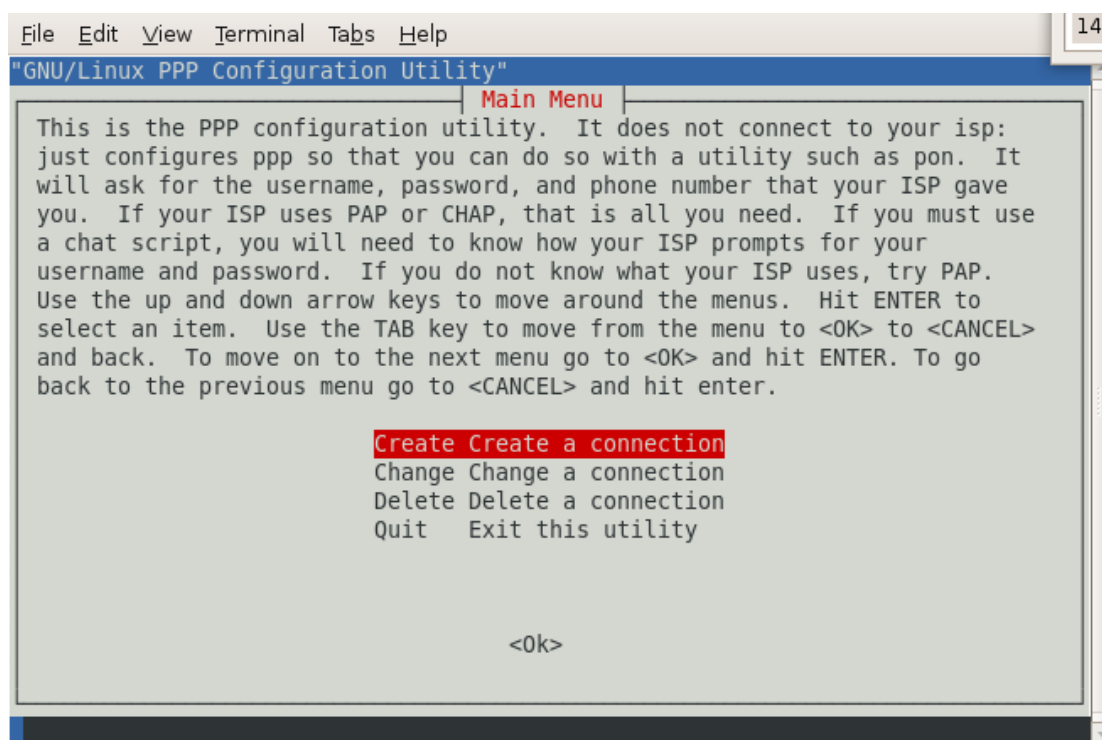 File Edit View Terminal Tabs Help
14
"GNU/Linux PPP Configuration Utility"
Main Menu
This is the PPP configuration utility.  It does not connect to your isp:
just configures ppp so that you can do so with a utility such as pon.  It
will ask for the username, password, and phone number that your ISP gave
you.  If your ISP uses PAP or CHAP, that is all you need.  If you must use
a chat script, you will need to know how your ISP prompts for your
username and password.  If you do not know what your ISP uses, try PAP.
Use the up and down arrow keys to move around the menus.  Hit ENTER to
select an item.  Use the TAB key to move from the menu to <OK> to <CANCEL>
and back.  To move on to the next menu go to <OK> and hit ENTER. To go
back to the previous menu go to <CANCEL> and hit enter.
Create Create a connection
Change Change a connection
Delete Delete a connection
Quit   Exit this utility
<Ok>